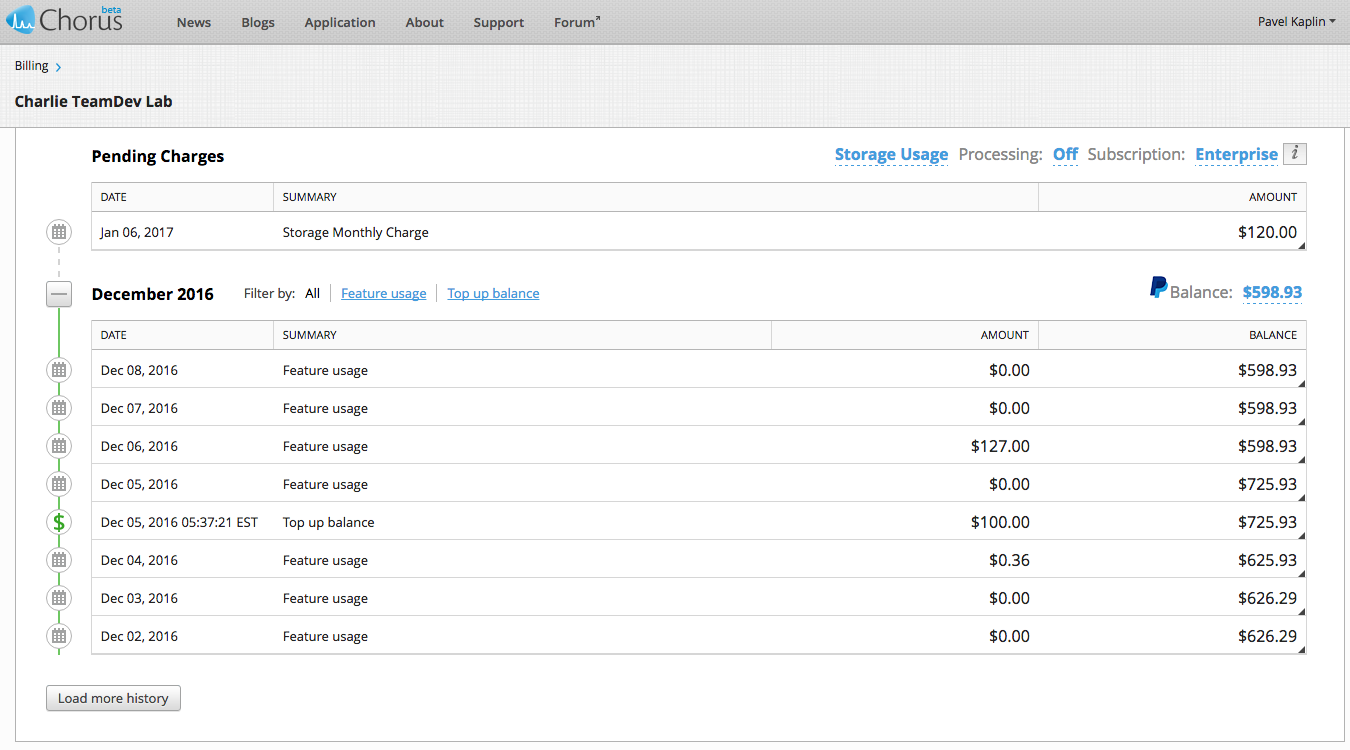 beta
Chorus News Blogs Application About Support Forum↗ Pavel Kaplin
Billing >
Charlie TeamDev Lab
Pending Charges Storage Usage Processing: Off Subscription: Enterprise i
DATE SUMMARY AMOUNT
Jan 06, 2017 Storage Monthly Charge $120.00
December 2016 Filter by: All Feature usage Top up balance Balance: $598.93
DATE SUMMARY AMOUNT BALANCE
Dec 08, 2016 Feature usage $0.00 $598.93
Dec 07, 2016 Feature usage $0.00 $598.93
Dec 06, 2016 Feature usage $127.00 $598.93
Dec 05, 2016 Feature usage $0.00 $725.93
$ Dec 05, 2016 05:37:21 EST Top up balance $100.00 $725.93
Dec 04, 2016 Feature usage $0.36 $625.93
Dec 03, 2016 Feature usage $0.00 $626.29
Dec 02, 2016 Feature usage $0.00 $626.29
Load more history